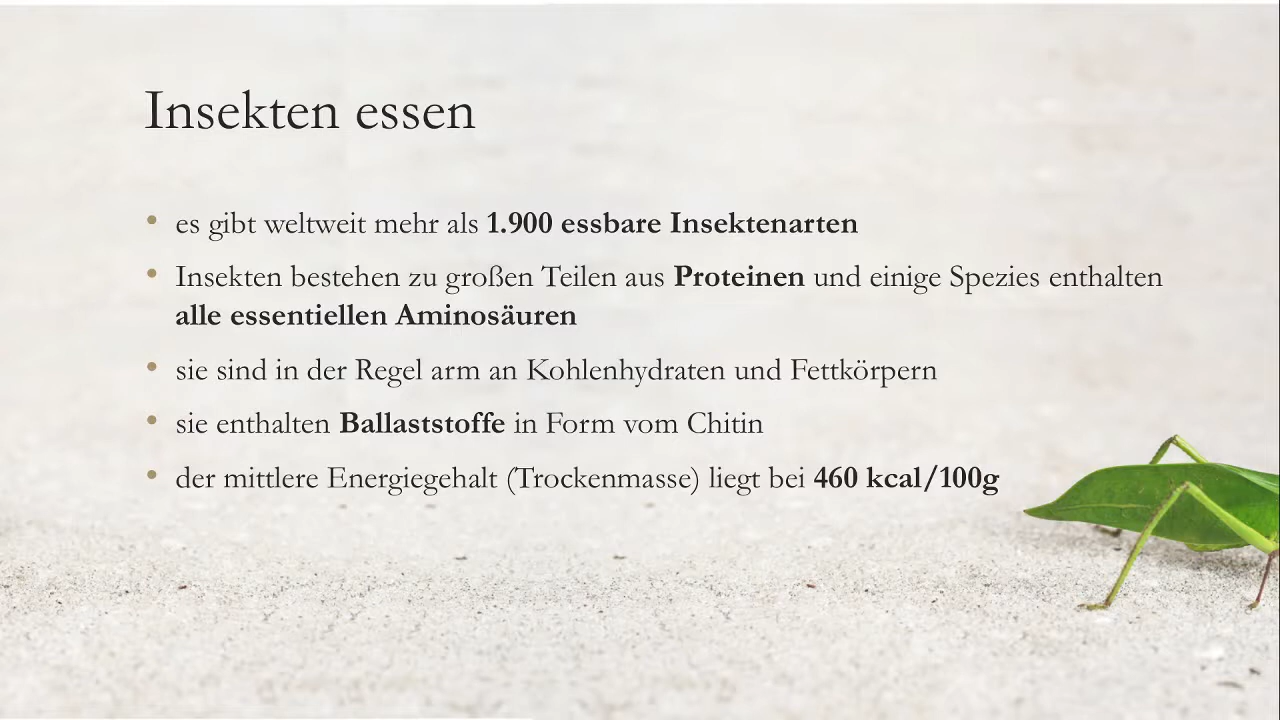 Insekten essen
• es gibt weltweit mehr als 1.900 essbare Insektenarten
• Insekten bestehen zu großen Teilen aus Proteinen und einige Spezies enthalten
alle essentiellen Aminosäuren
• sie sind in der Regel arm an Kohlenhydraten und Fettkörpern
• sie enthalten Ballaststoffe in Form vom Chitin
• der mittlere Energiegehalt (Trockenmasse) liegt bei 460 kcal/100g